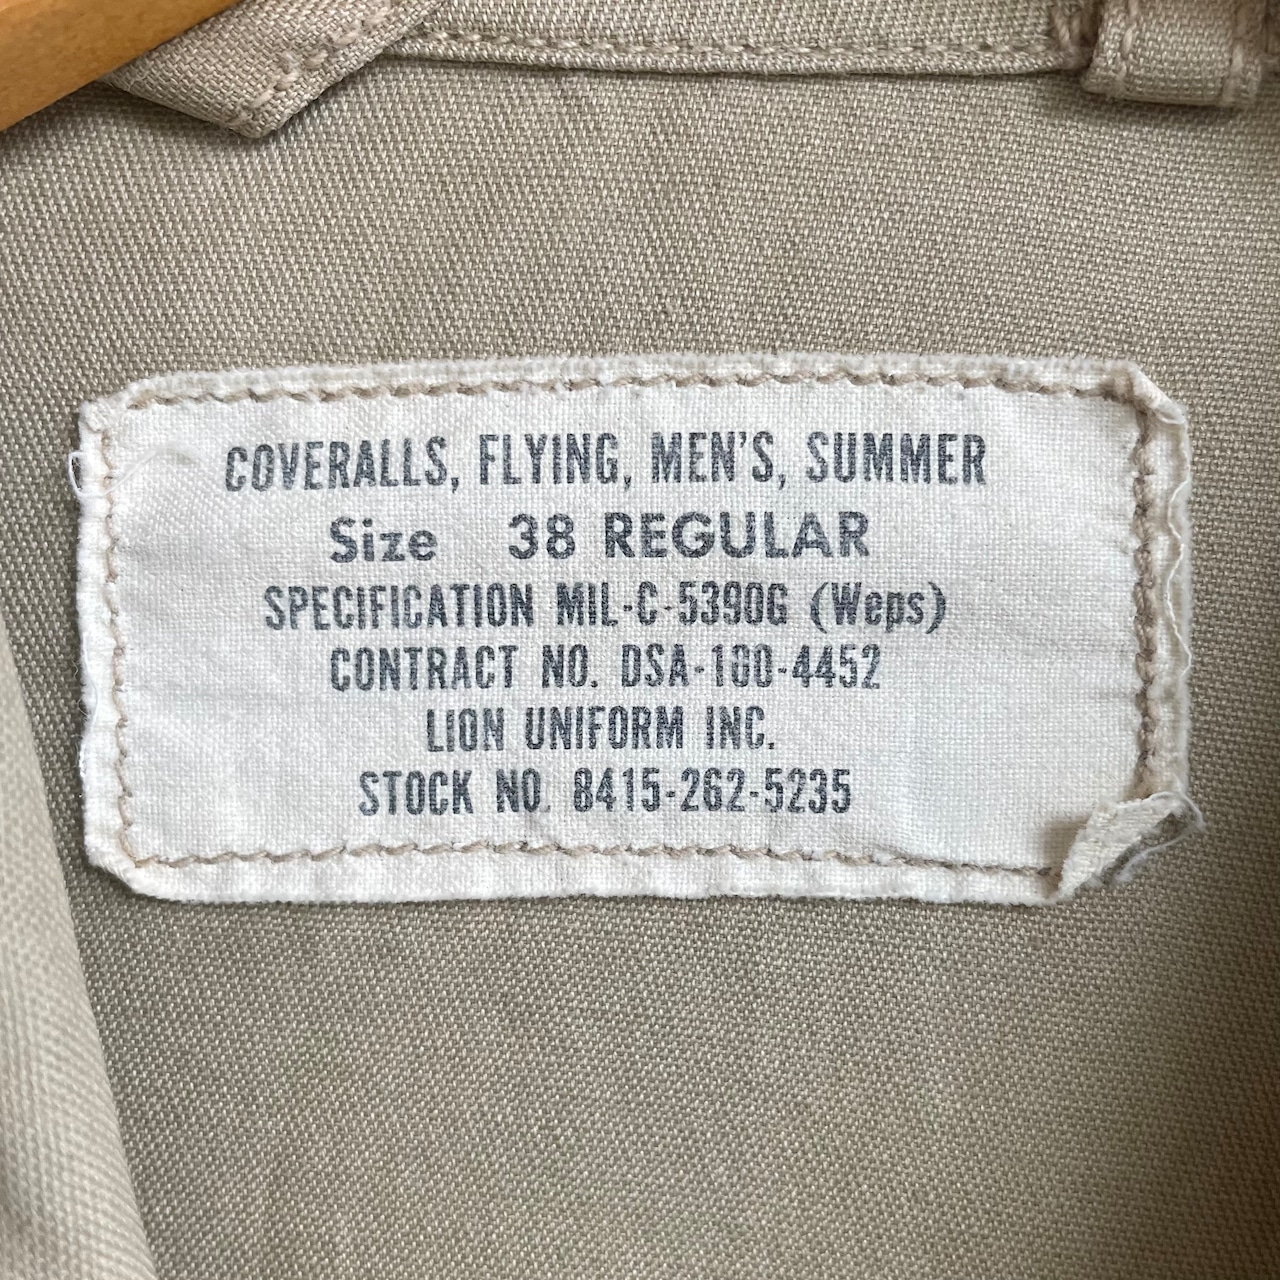 COVERALLS, FLYING, MEN'S, SUMMER
Size 38 REGULAR
SPECIFICATION MIL-C-5390G (Weps)
CONTRACT NO. DSA-100-4452
LION UNIFORM INC.
STOCK NO. 8415-262-5235